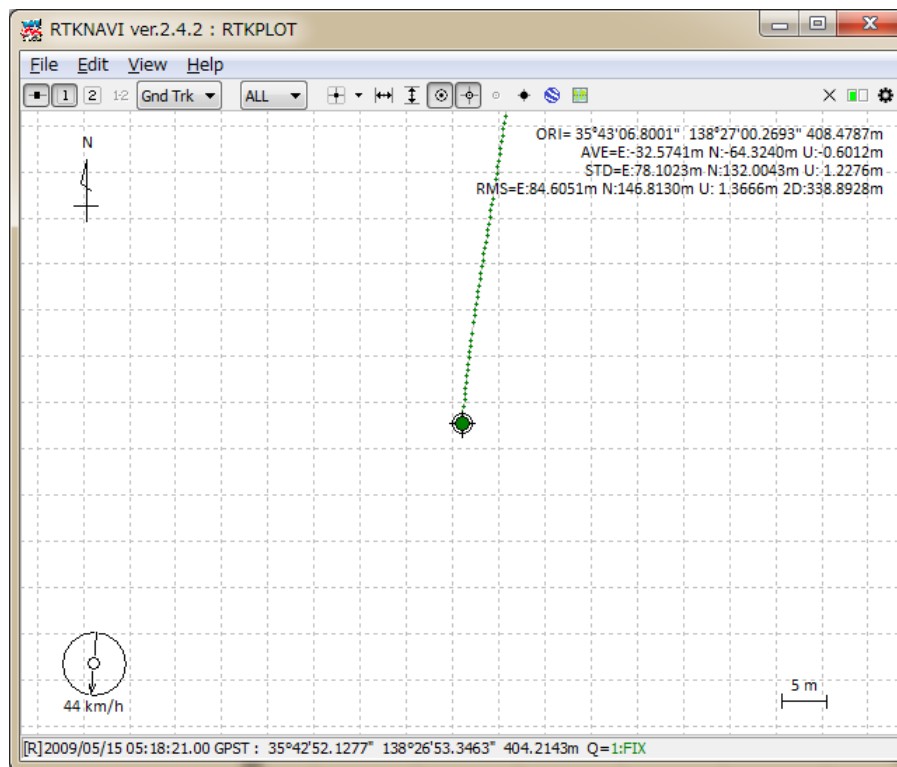 RTKNAVI ver.2.4.2 : RTKPLOT
File Edit View Help
1 2 1-2 Gnd Trk ALL
ORI= 35°43'06.8001" 138°27'00.2693" 408.4787m
AVE=E:-32.5741m N:-64.3240m U:-0.6012m
STD=E:78.1023m N:132.0043m U: 1.2276m
RMS=E:84.6051m N:146.8130m U: 1.3666m 2D:338.8928m
N
44 km/h
5 m
[R]2009/05/15 05:18:21.00 GPST : 35°42'52.1277" 138°26'53.3463" 404.2143m Q=1:FIX